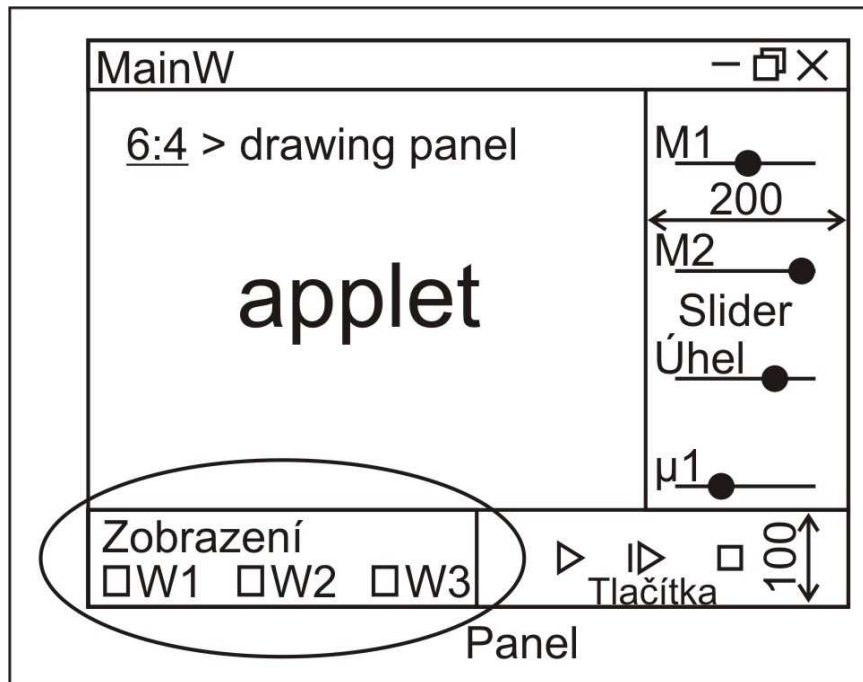 MainW
6:4 > drawing panel
applet
M1
200
M2
Slider
Úhel
µ1
Zobrazení
W1 W2 W3
Tlačítka
100
Panel